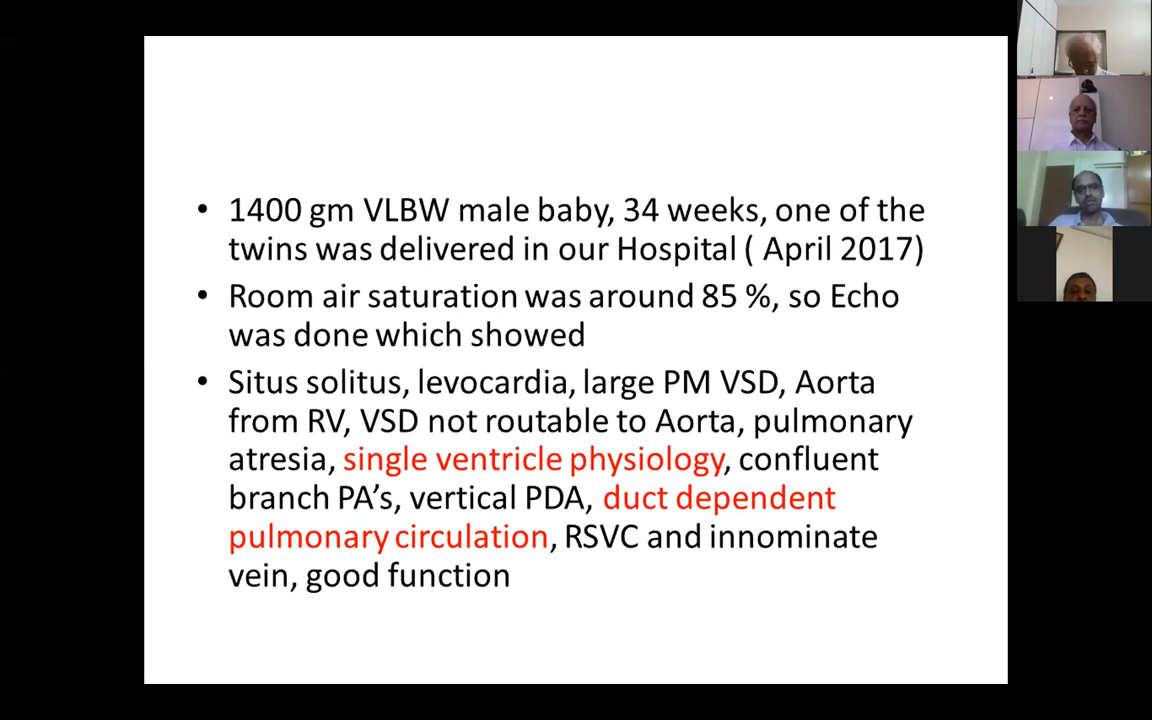 • 1400 gm VLBW male baby, 34 weeks, one of the
twins was delivered in our Hospital ( April 2017)
• Room air saturation was around 85 %, so Echo
was done which showed
• Situs solitus, levocardia, large PM VSD, Aorta
from RV, VSD not routable to Aorta, pulmonary
atresia, single ventricle physiology, confluent
branch PA’s, vertical PDA, duct dependent
pulmonary circulation, RSVC and innominate
vein, good function